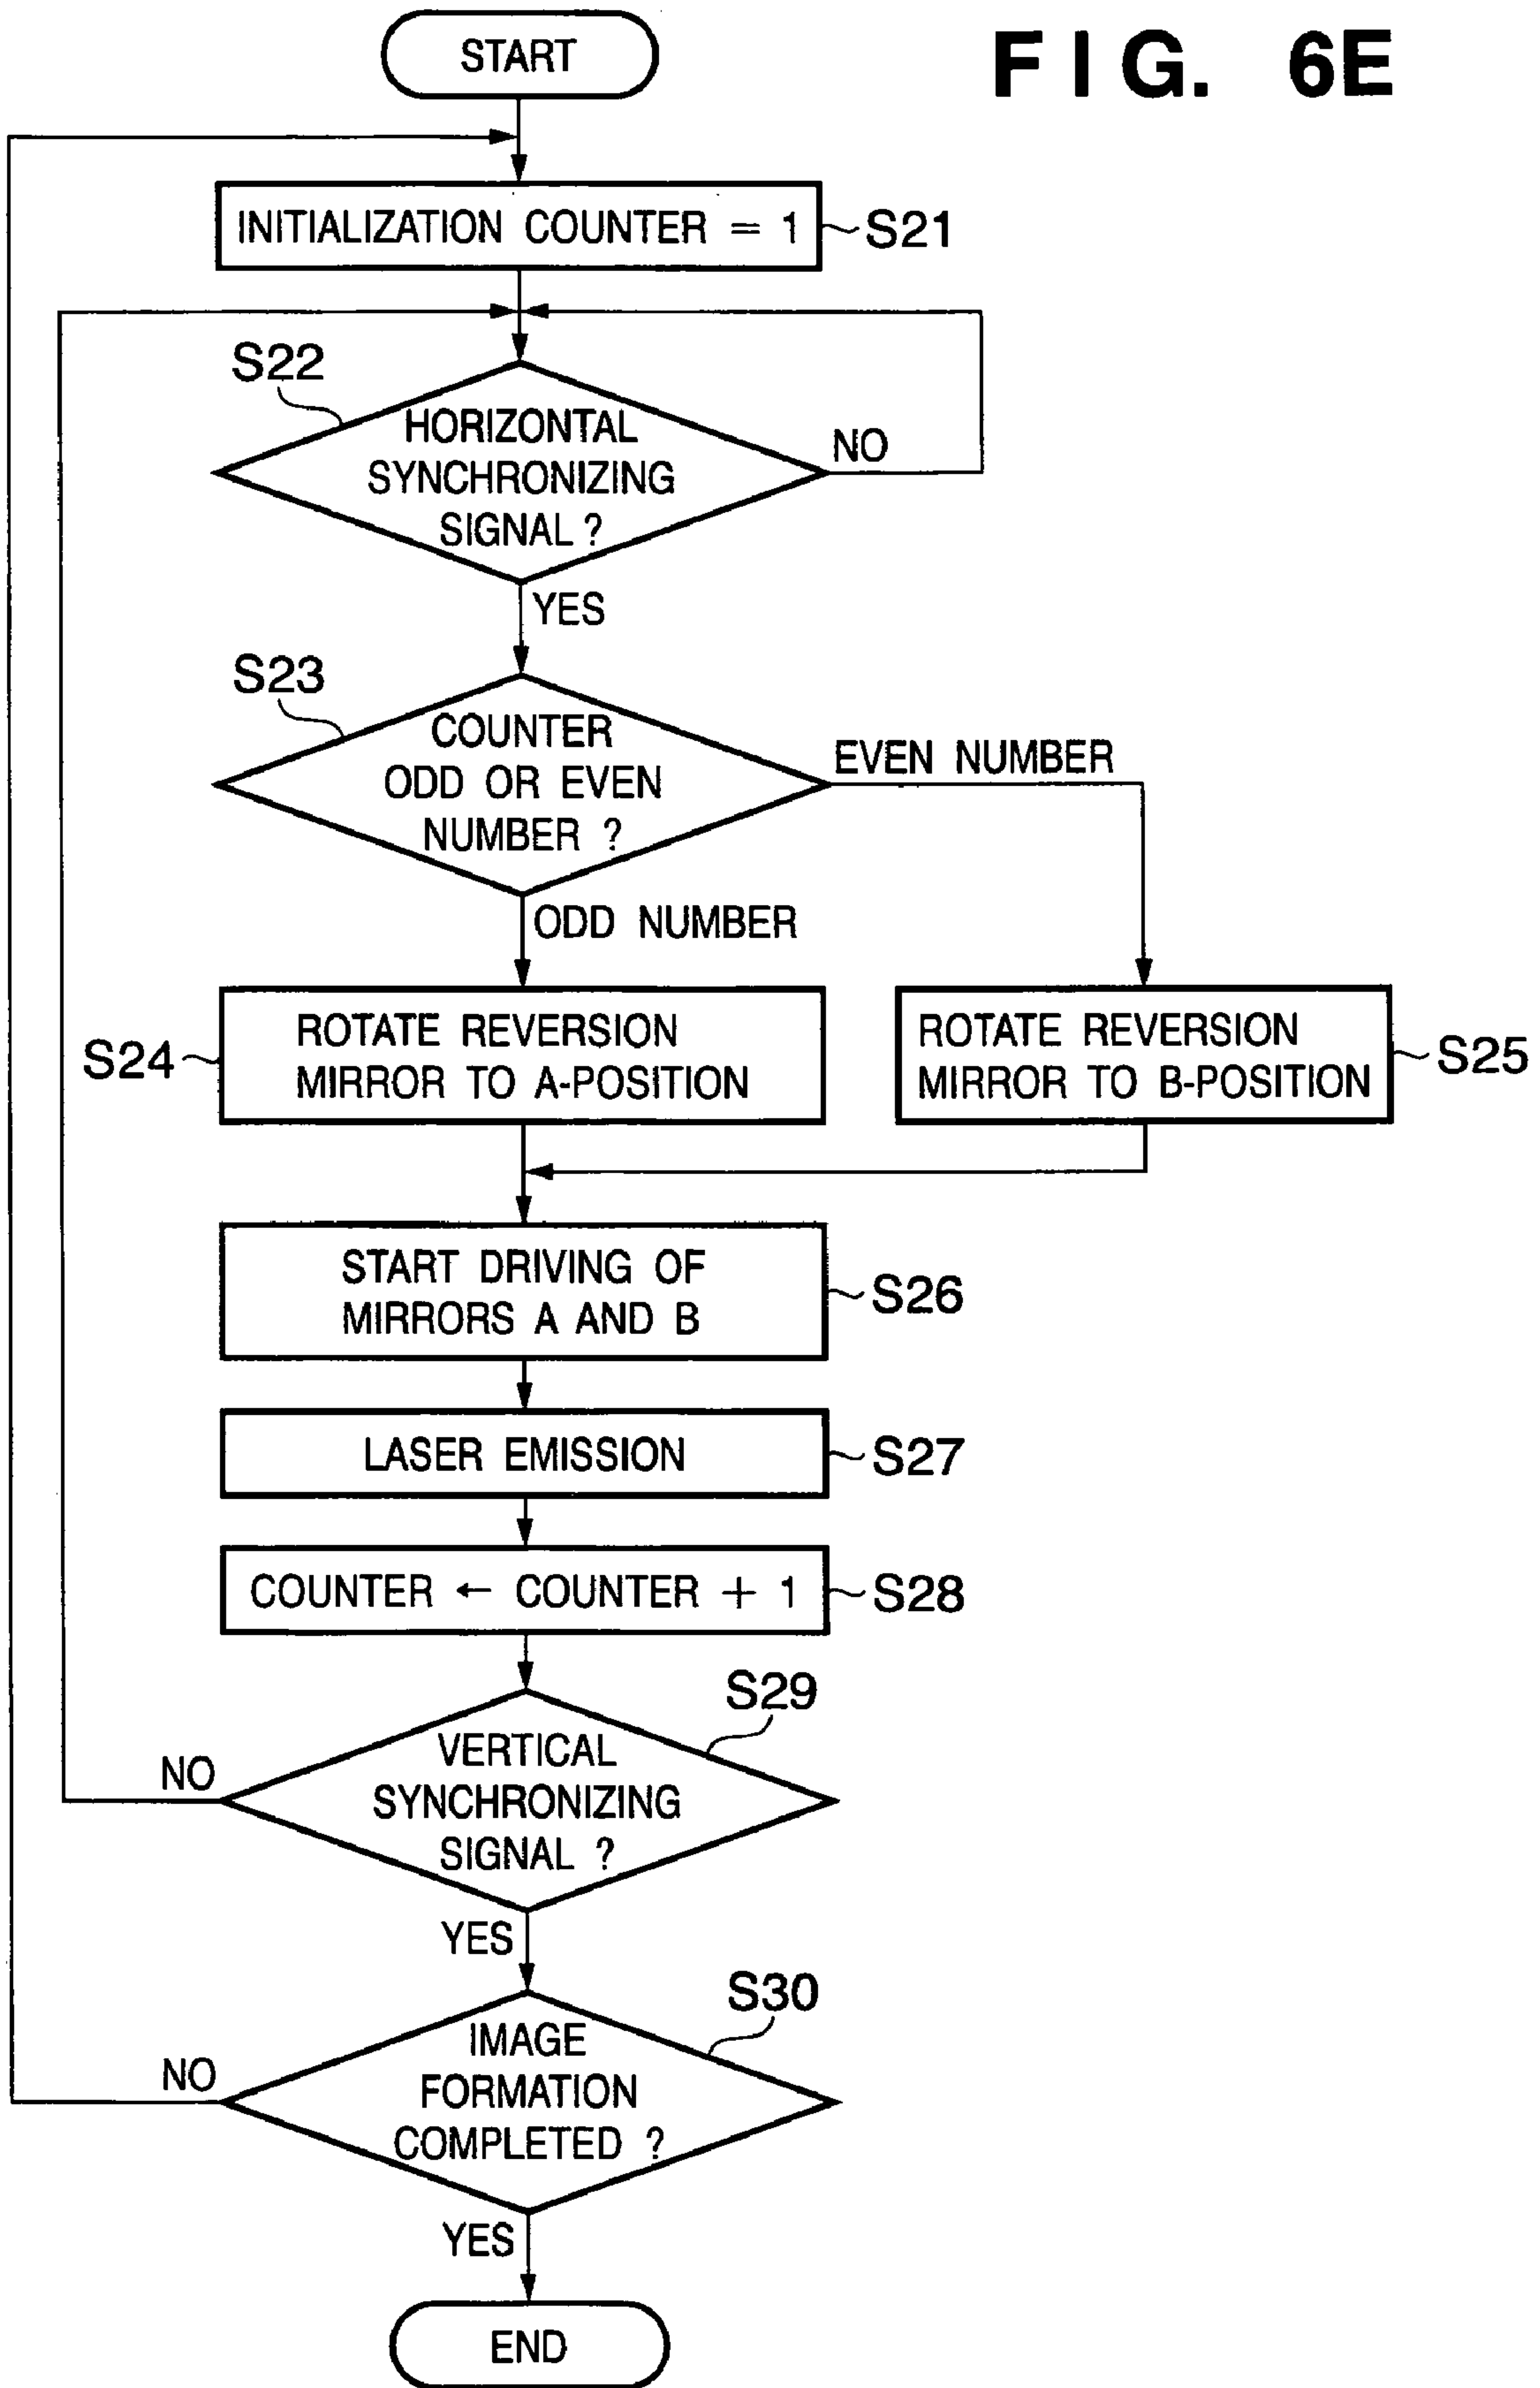 FIG. 6E
START
INITIALIZATION COUNTER = 1
S21
S22
HORIZONTAL
SYNCHRONIZING
SIGNAL ?
NO
YES
S23
COUNTER
ODD OR EVEN
NUMBER ?
EVEN NUMBER
ODD NUMBER
S24
ROTATE REVERSION
MIRROR TO A-POSITION
ROTATE REVERSION
MIRROR TO B-POSITION
S25
START DRIVING OF
MIRRORS A AND B
S26
LASER EMISSION
S27
COUNTER ← COUNTER + 1
S28
S29
VERTICAL
SYNCHRONIZING
SIGNAL ?
NO
YES
S30
IMAGE
FORMATION
COMPLETED ?
NO
YES
END